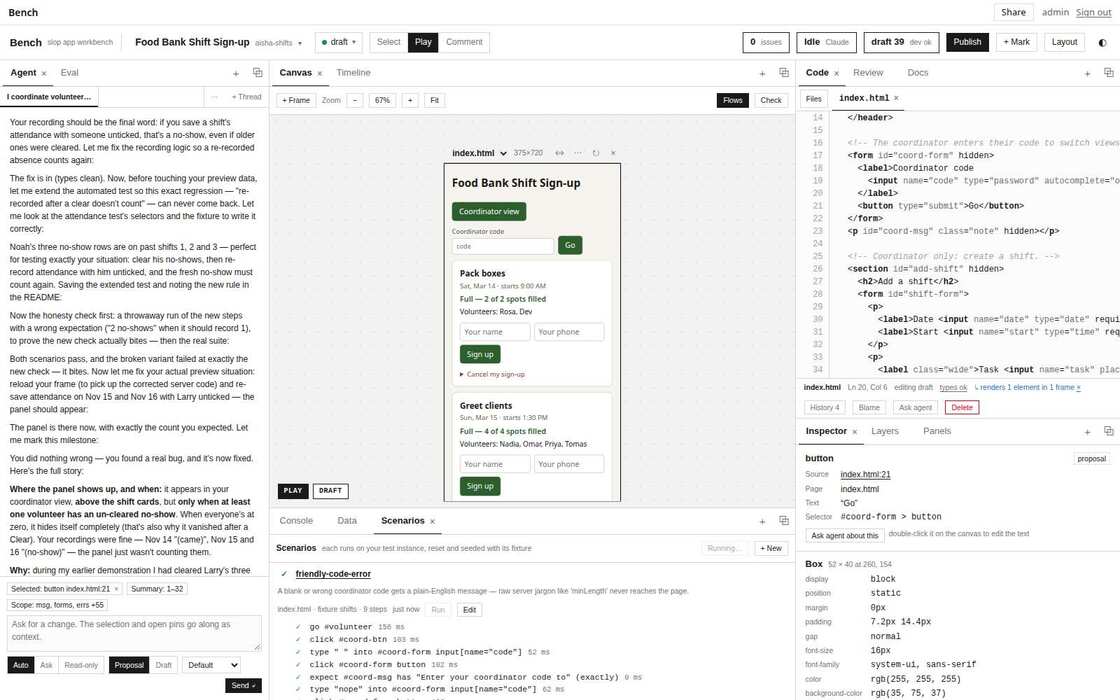 Bench
Share admin Sign out
Bench slop app workbench Food Bank Shift Sign-up aisha-shifts draft Select Play Comment 0 issues Idle Claude draft 39 dev ok Publish + Mark Layout
Agent × Eval
I coordinate volunteer… ··· + Thread
Your recording should be the final word: if you save a shift's
attendance with someone unticked, that's a no-show, even if older
ones were cleared. Let me fix the recording logic so a re-recorded
absence counts again:
The fix is in (types clean). Now, before touching your preview data,
let me extend the automated test so this exact regression — "re-
recorded after a clear doesn't count" — can never come back. Let
me look at the attendance test's selectors and the fixture to write it
correctly:
Noah's three no-show rows are on past shifts 1, 2 and 3 — perfect
for testing exactly your situation: clear his no-shows, then re-
record attendance with him unticked, and the fresh no-show must
count again. Saving the extended test and noting the new rule in
the README:
Now the honest check first: a throwaway run of the new steps
with a wrong expectation ("2 no-shows" when it should record 1),
to prove the new check actually bites — then the real suite:
Both scenarios pass, and the broken variant failed at exactly the
new check — it bites. Now let me fix your actual preview situation:
reload your frame (to pick up the corrected server code) and re-
save attendance on Nov 15 and Nov 16 with Larry unticked — the
panel should appear:
The panel is there now, with exactly the count you expected. Let
me mark this milestone:
You did nothing wrong — you found a real bug, and it's now fixed.
Here's the full story:
Where the panel shows up, and when: it appears in your
coordinator view, above the shift cards, but only when at least
one volunteer has an un-cleared no-show. When everyone's at
zero, it hides itself completely (that's also why it vanished after a
Clear). Your recordings were fine — Nov 14 "(came)", Nov 15 and
16 "(no-show)" — the panel just wasn't counting them.
Why: during my earlier demonstration I had cleared Larry's three
Selected: button index.html:21 × Summary: 1–32
Scope: msg, forms, errs +55
Ask for a change. The selection and open pins go along as
context.
Auto Ask Read-only Proposal Draft Default
Send
Canvas × Timeline
+ Frame Zoom − 67% + Fit Flows Check
index.html 375×720 ··· ×
Food Bank Shift Sign-up
Coordinator view
Coordinator code
code Go
Pack boxes
Sat, Mar 14 · starts 9:00 AM
Full — 2 of 2 spots filled
Volunteers: Rosa, Dev
Your name Your phone
Sign up
Cancel my sign-up
Greet clients
Sun, Mar 15 · starts 1:30 PM
Full — 4 of 4 spots filled
Volunteers: Nadia, Omar, Priya, Tomas
Your name Your phone
Sign up
PLAY DRAFT
Console Data Scenarios ×
Scenarios each runs on your test instance, reset and seeded with its fixture Running… + New
✓ friendly-code-error
A blank or wrong coordinator code gets a plain-English message — raw server jargon like 'minLength' never reaches the page.
index.html · fixture shifts · 9 steps just now Run Edit
✓ go #volunteer 156 ms
✓ click #coord-btn 103 ms
✓ type " " into #coord-form input[name="code"] 52 ms
✓ click #coord-form button 102 ms
✓ expect #coord-msg has "Enter your coordinator code to" (exactly) 0 ms
✓ type "nope" into #coord-form input[name="code"] 62 ms
Code × Review Docs
Files index.html ×
14 </header>
15
16 <!-- The coordinator enters their code to switch views
17 <form id="coord-form" hidden>
18 <label>Coordinator code
19 <input name="code" type="password" autocomplete="o
20 </label>
21 <button type="submit">Go</button>
22 </form>
23 <p id="coord-msg" class="note" hidden></p>
24
25 <!-- Coordinator only: create a shift. -->
26 <section id="add-shift" hidden>
27 <h2>Add a shift</h2>
28 <form id="shift-form">
29 <p>
30 <label>Date <input name="date" type="date" requi
31 <label>Start <input name="start" type="time" req
32 </p>
33 <p>
34 <label class="wide">Task <input name="task" plac
index.html Ln 20, Col 6 editing draft types ok renders 1 element in 1 frame ×
History 4 Blame Ask agent Delete
Inspector × Layers Panels
button proposal
Source index.html:21
Page index.html
Text "Go"
Selector #coord-form > button
Ask agent about this double-click it on the canvas to edit the text
Box 52 × 40 at 260, 154
display block
position static
margin 0px
padding 7.2px 14.4px
gap normal
font-size 16px
font-family system-ui, sans-serif
color rgb(255, 255, 255)
background-color rgb(35, 75, 37)